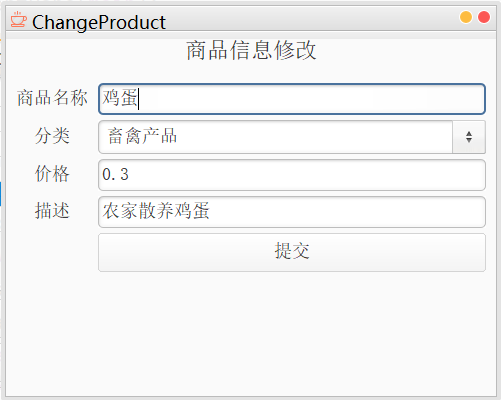 ChangeProduct
商品信息修改
商品名称 鸡蛋
分类 畜禽产品
价格 0.3
描述 农家散养鸡蛋
提交